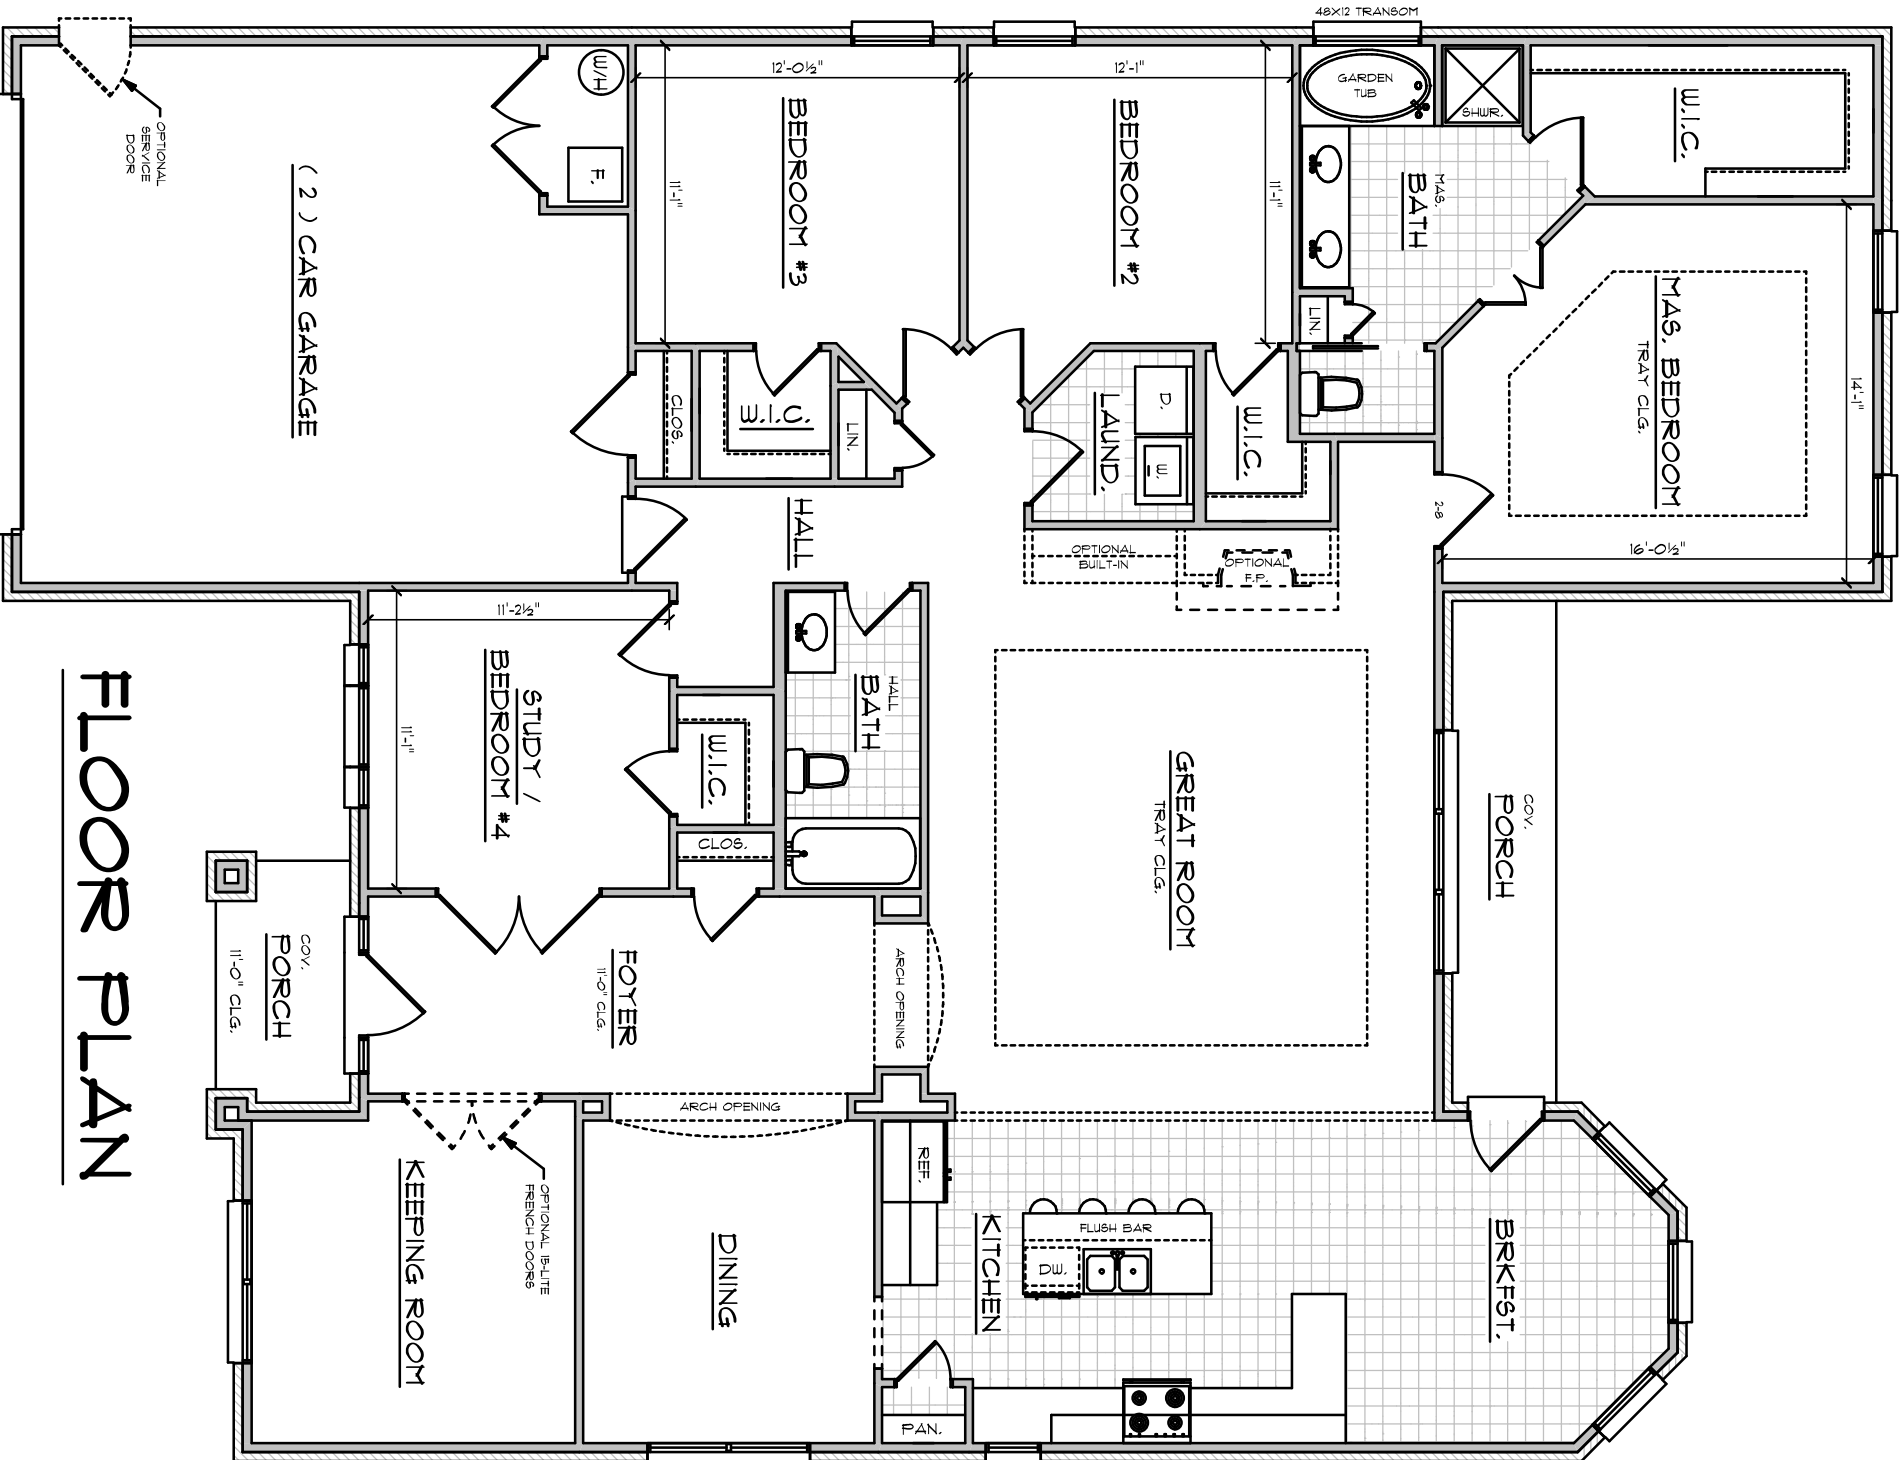 48X12 TRANSOM
12'-0½"
12'-1"
W/H
GARDEN
TUB
SHWR.
W.I.C.
OPTIONAL
SERVICE
DOOR
F.
BEDROOM #3
BEDROOM #2
11'-1"
11'-1"
MAS.
BATH
( 2 ) CAR GARAGE
LIN.
MAS. BEDROOM
TRAY CLG.
14'-1"
CLOS.
W.I.C.
LIN.
LAUND.
D.
W.
W.I.C.
2-8
16'-0½"
HALL
OPTIONAL
BUILT-IN
OPTIONAL
F.P.
11'-2½"
11'-1"
STUDY /
BEDROOM #4
W.I.C.
CLOS.
HALL
BATH
GREAT ROOM
TRAY CLG.
COV.
PORCH
COV.
PORCH
11'-0" CLG.
FOYER
11'-0" CLG.
ARCH OPENING
ARCH OPENING
OPTIONAL 15-LITE
FRENCH DOORS
KEEPING ROOM
DINING
REF.
KITCHEN
FLUSH BAR
DW.
BRKFST.
PAN.
FLOOR PLAN